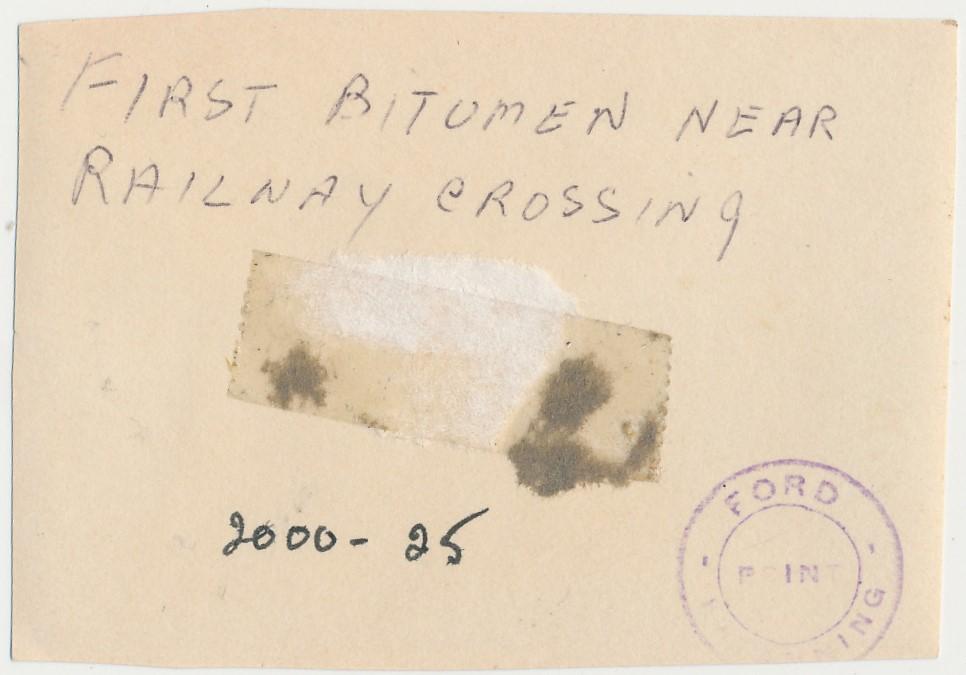 FIRST BITUMEN NEAR
RAILWAY CROSSING
2000-25
FORD
PRINT